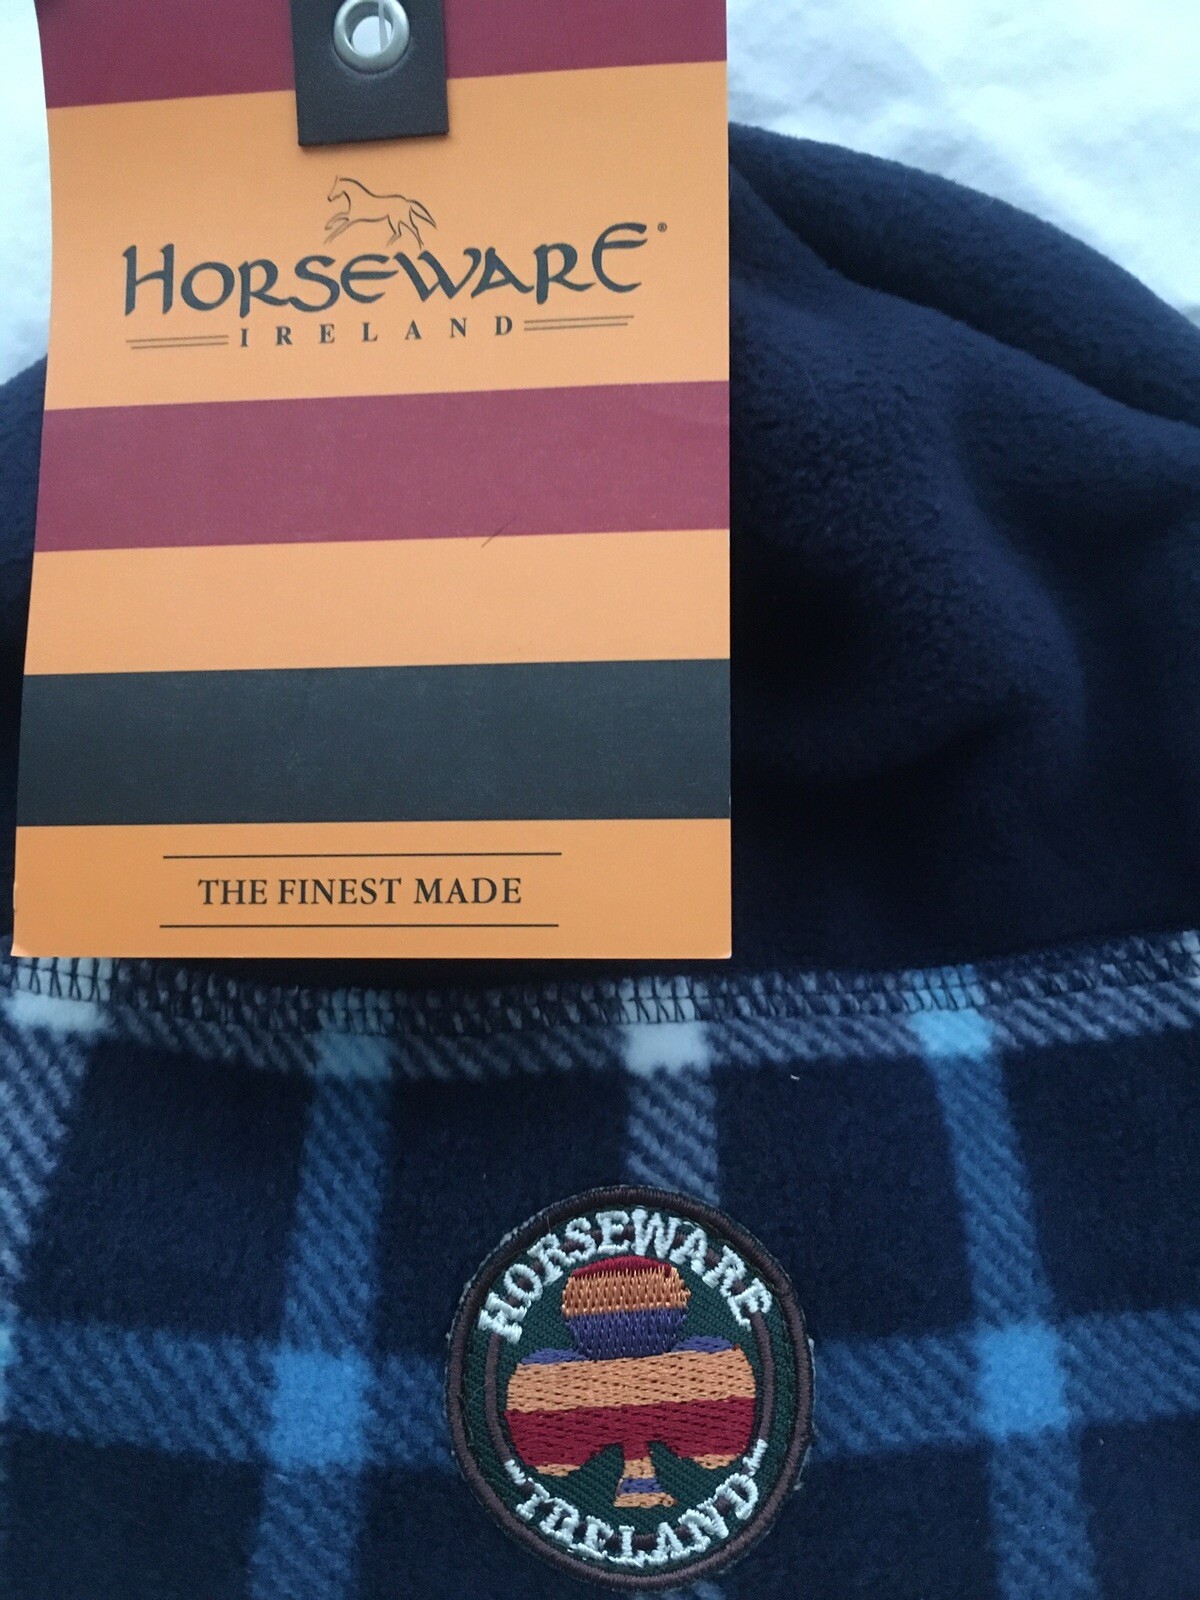 HORSEWARE®
IRELAND
THE FINEST MADE
HORSEWARE
IRELAND